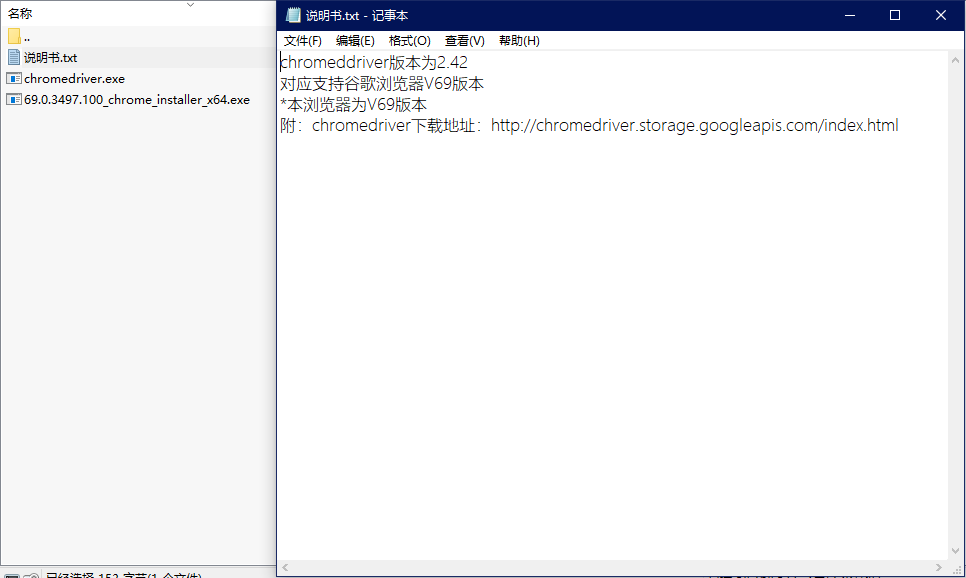 名称
..
说明书.txt
chromedriver.exe
69.0.3497.100_chrome_installer_x64.exe
说明书.txt - 记事本
文件(F) 编辑(E) 格式(O) 查看(V) 帮助(H)
chromeddriver版本为2.42
对应支持谷歌浏览器V69版本
*本浏览器为V69版本
附：chromedriver下载地址：http://chromedriver.storage.googleapis.com/index.html
已经选择 152 字节(1 个文件)